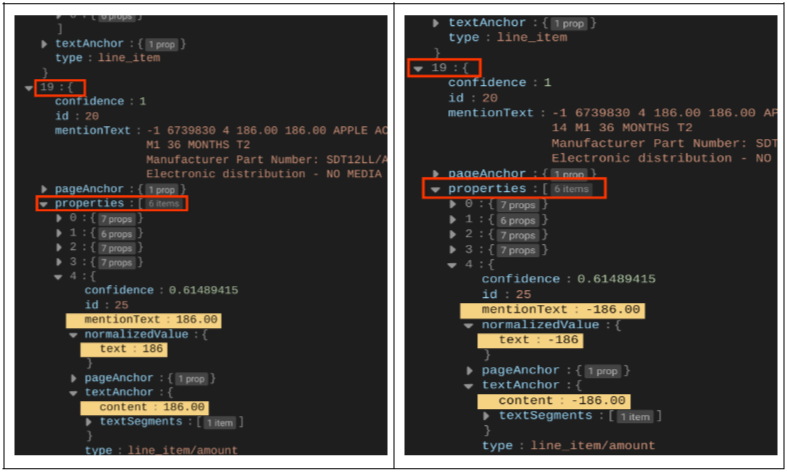 0 : { 6 props }
]
textAnchor : { 1 prop }
type : line_item
}
19 : {
confidence : 1
id : 20
mentionText : -1 6739830 4 186.00 186.00 APPLE AC
M1 36 MONTHS T2
Manufacturer Part Number: SDT12LL/A
Electronic distribution - NO MEDIA
pageAnchor : { 1 prop }
properties : [ 6 items
0 : { 7 props }
1 : { 6 props }
2 : { 7 props }
3 : { 7 props }
4 : {
confidence : 0.61489415
id : 25
mentionText : 186.00
normalizedValue : {
text : 186
}
pageAnchor : { 1 prop }
textAnchor : {
content : 186.00
textSegments : [ 1 item ]
}
type : line_item/amount
textAnchor : { 1 prop }
type : line_item
}
19 : {
confidence : 1
id : 20
mentionText : -1 6739830 4 186.00 186.00 AP
14 M1 36 MONTHS T2
Manufacturer Part Number: SDT
Electronic distribution - NO
pageAnchor : { 1 prop }
properties : [ 6 items
0 : { 7 props }
1 : { 6 props }
2 : { 7 props }
3 : { 7 props }
4 : {
confidence : 0.61489415
id : 25
mentionText : -186.00
normalizedValue : {
text : -186
}
pageAnchor : { 1 prop }
textAnchor : {
content : -186.00
textSegments : [ 1 item ]
}
type : line_item/amount